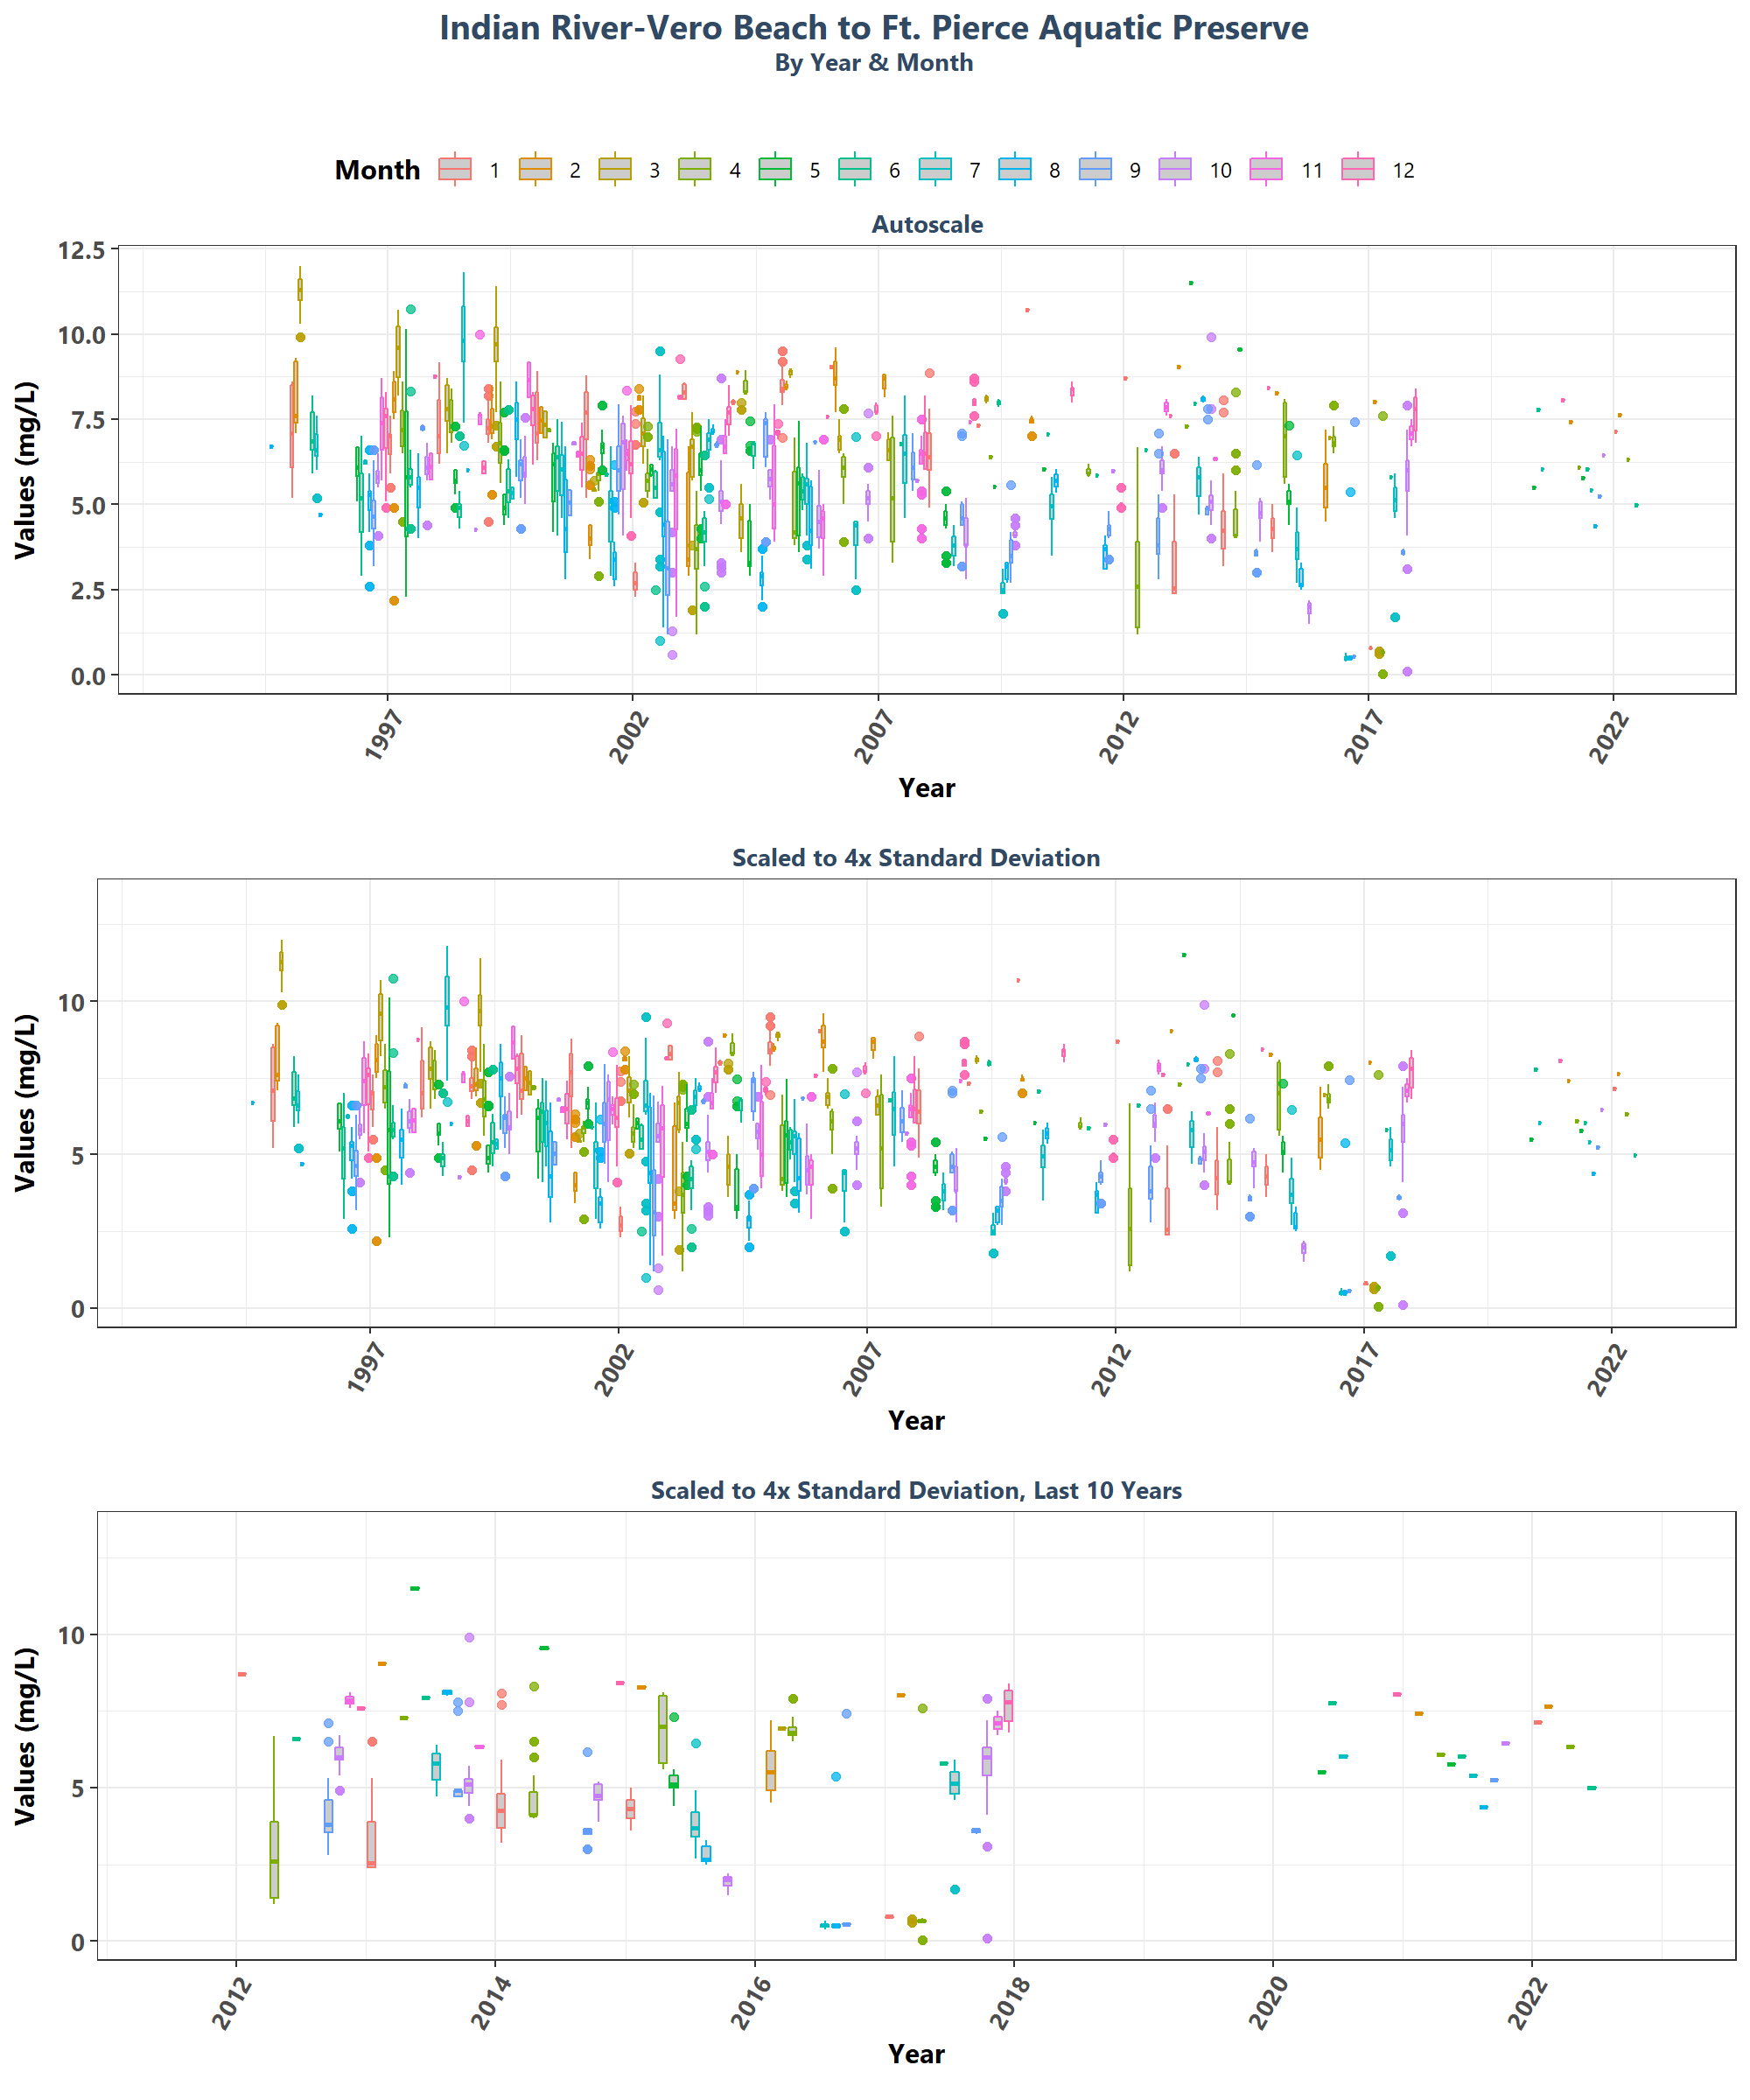 Indian River-Vero Beach to Ft. Pierce Aquatic Preserve
By Year & Month
Month 1 2 3 4 5 6 7 8 9 10 11 12
Autoscale
Values (mg/L)
12.5
10.0
7.5
5.0
2.5
0.0
1997 2002 2007 2012 2017 2022
Year
Scaled to 4x Standard Deviation
Values (mg/L)
10
5
0
1997 2002 2007 2012 2017 2022
Year
Scaled to 4x Standard Deviation, Last 10 Years
Values (mg/L)
10
5
0
2012 2014 2016 2018 2020 2022
Year